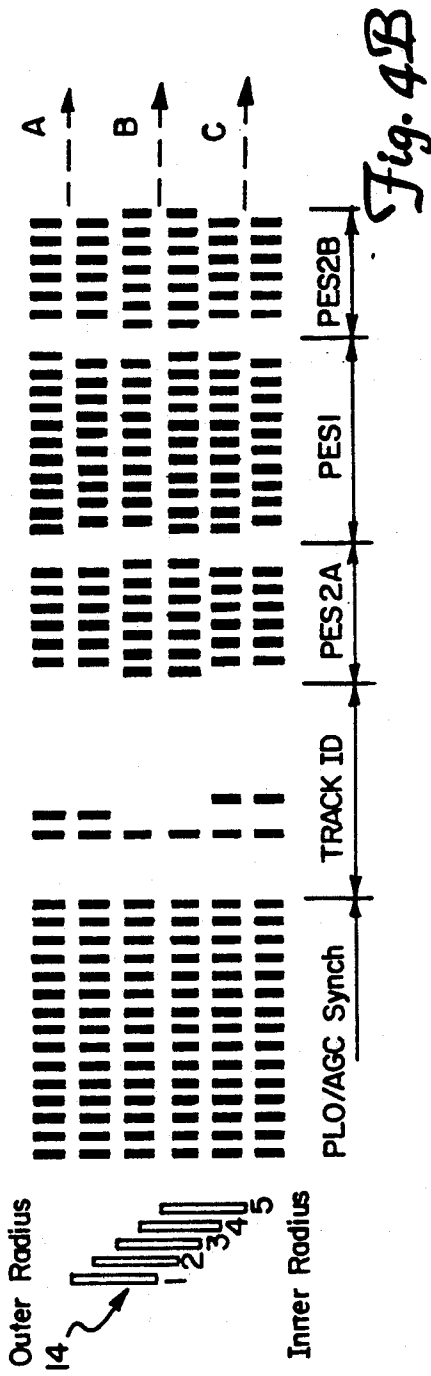 Outer Radius
14
1 2 3 4 5
Inner Radius
A
B
C
PLO/AGC Synch
TRACK ID
PES2A
PES1
PES2B
Fig. 4B